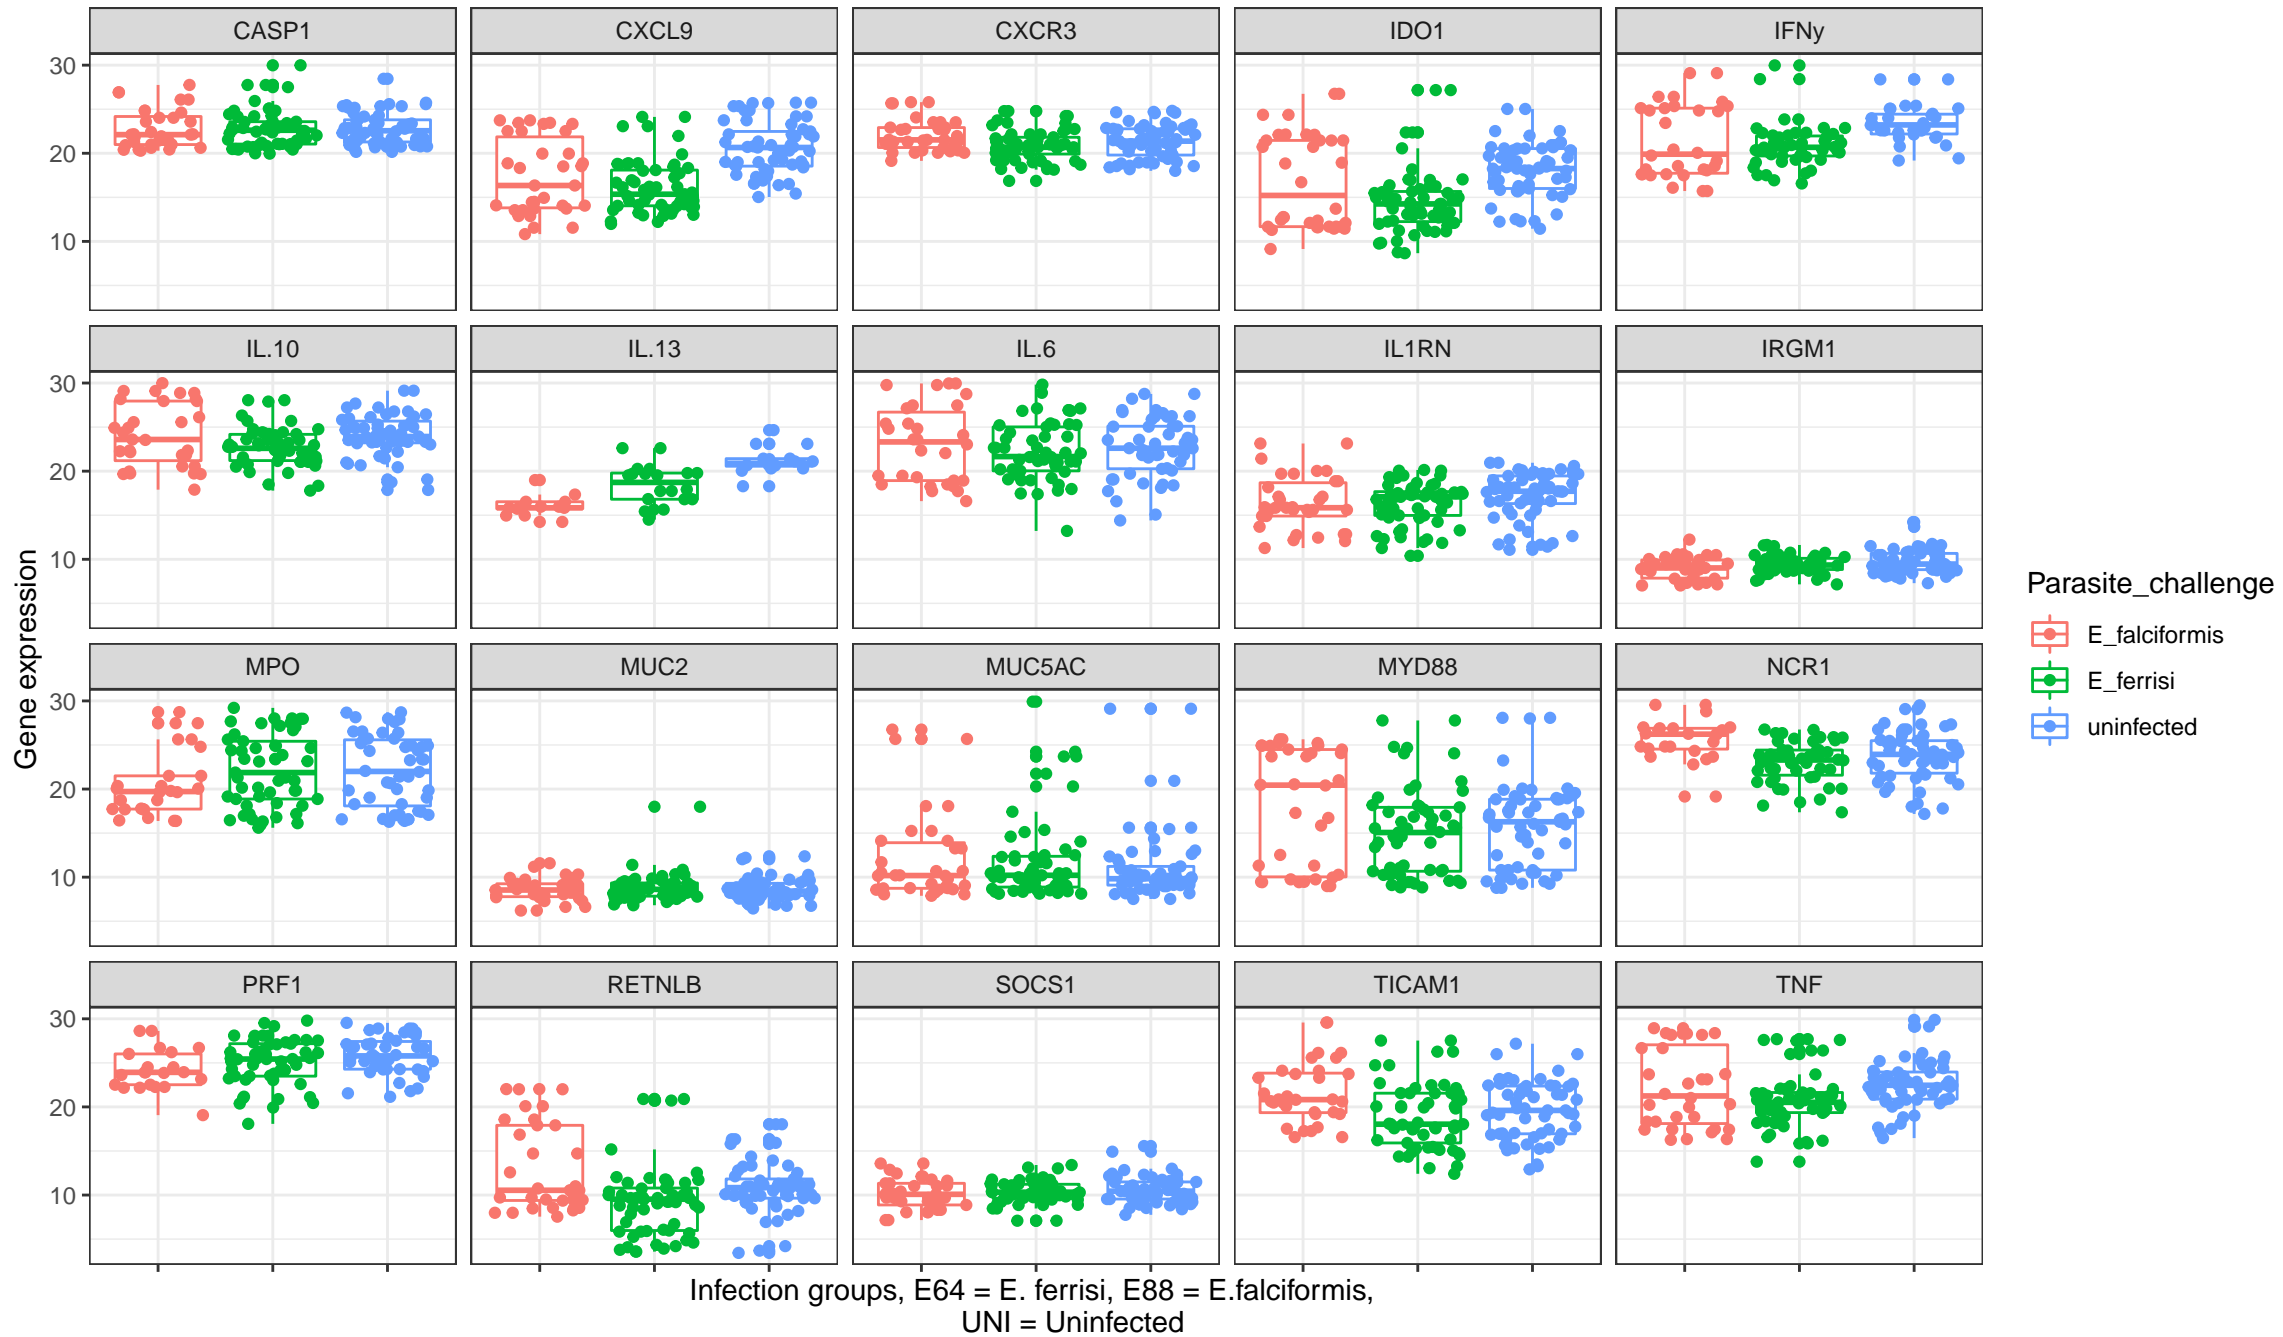 CASP1 CXCL9 CXCR3 IDO1 IFNy
30
20
10
IL.10 IL.13 IL.6 IL1RN IRGM1
30
20
10
MPO MUC2 MUC5AC MYD88 NCR1
30
20
10
PRF1 RETNLB SOCS1 TICAM1 TNF
30
20
10
Gene expression
Infection groups, E64 = E. ferrisi, E88 = E.falciformis,
UNI = Uninfected
Parasite_challenge
E_falciformis
E_ferrisi
uninfected